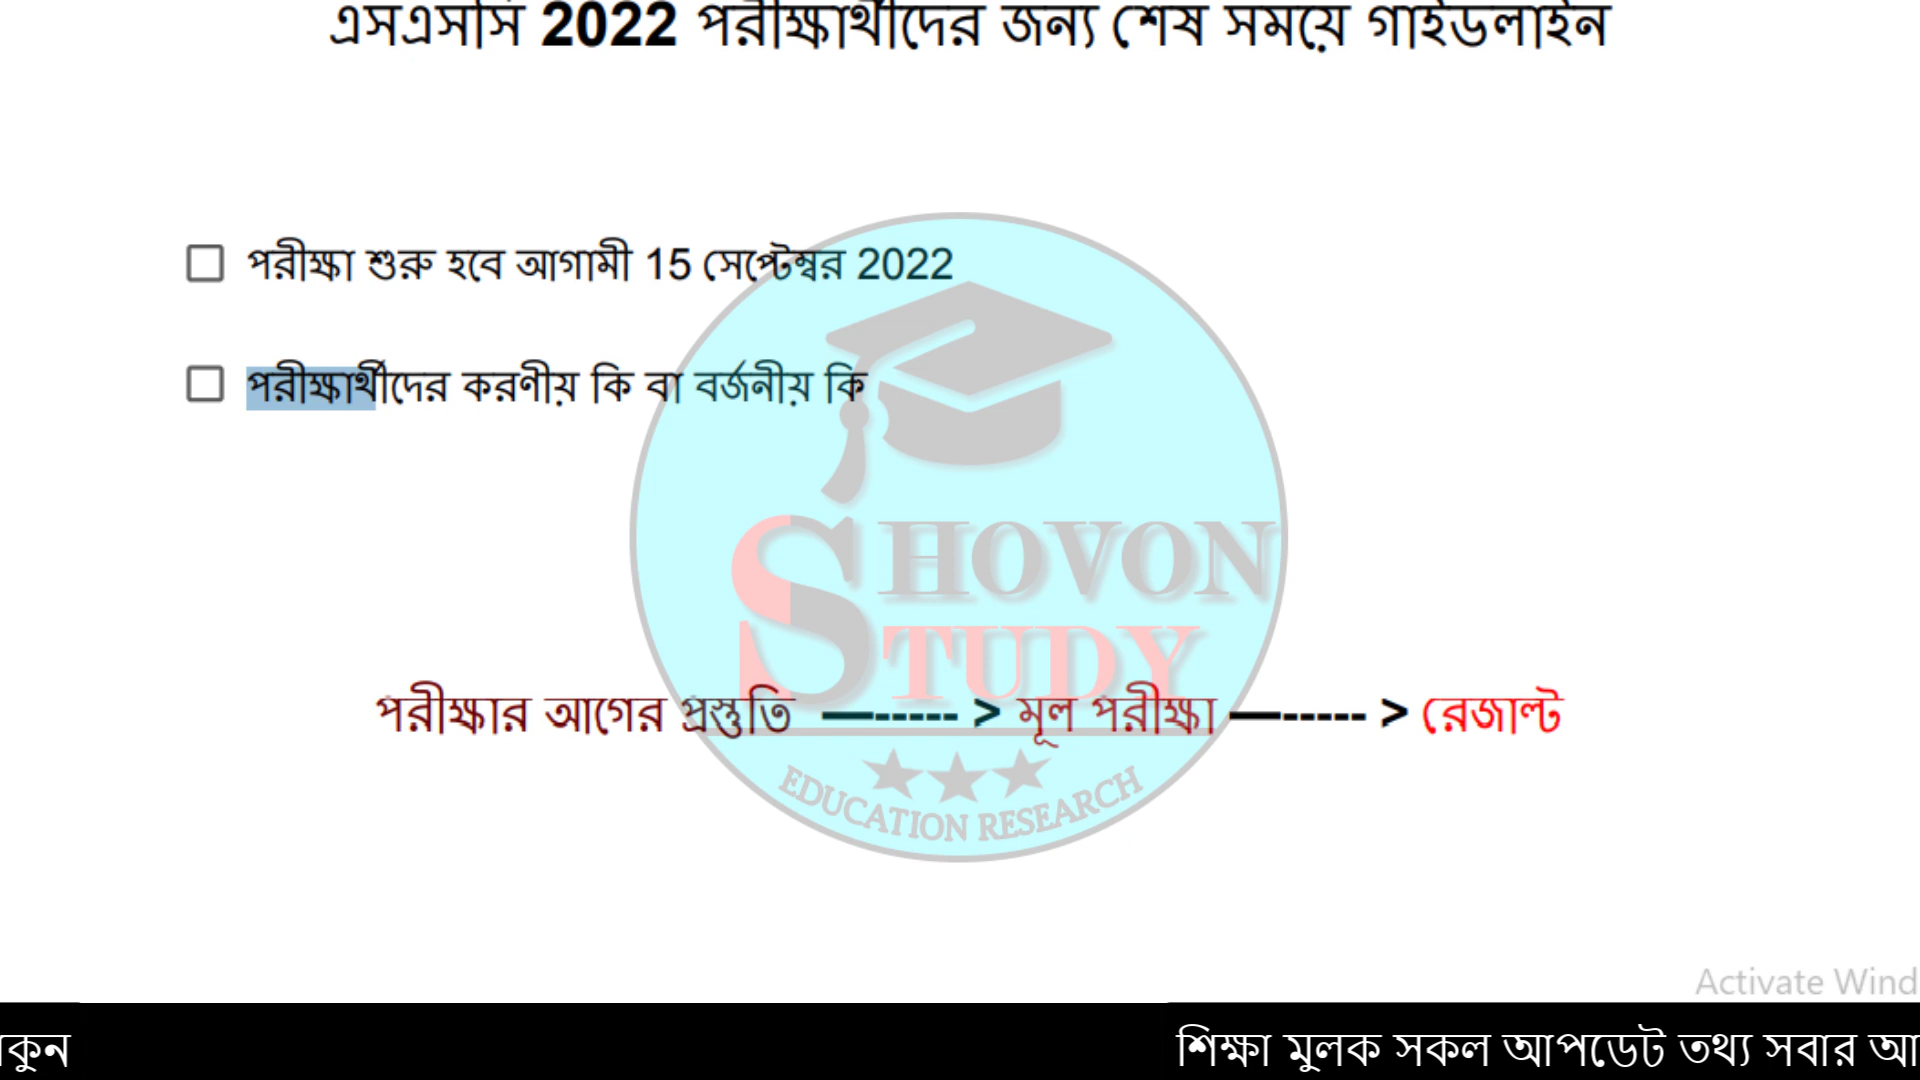 এসএসসি 2022 পরীক্ষার্থীদের জন্য শেষ সময়ে গাইডলাইন
পরীক্ষা শুরু হবে আগামী 15 সেপ্টেম্বর 2022
পরীক্ষার্থীদের করণীয় কি বা বর্জনীয় কি
SHOVON
STUDY
পরীক্ষার আগের প্রস্তুতি —----- > মূল পরীক্ষা —----- > রেজাল্ট
EDUCATION RESEARCH
Activate Wind
কুন শিক্ষা মুলক সকল আপডেট তথ্য সবার আ